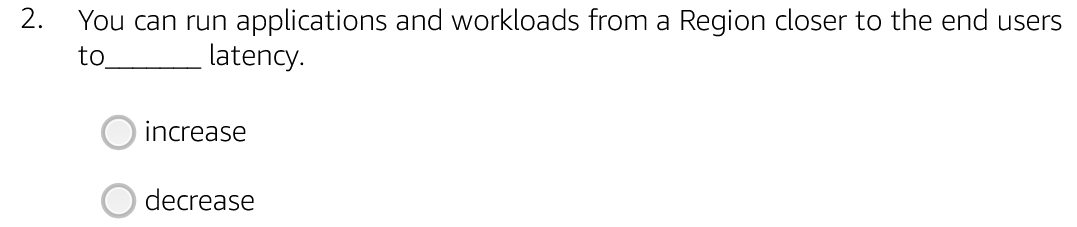 2. You can run applications and workloads from a Region closer to the end users
to_______ latency.
increase
decrease